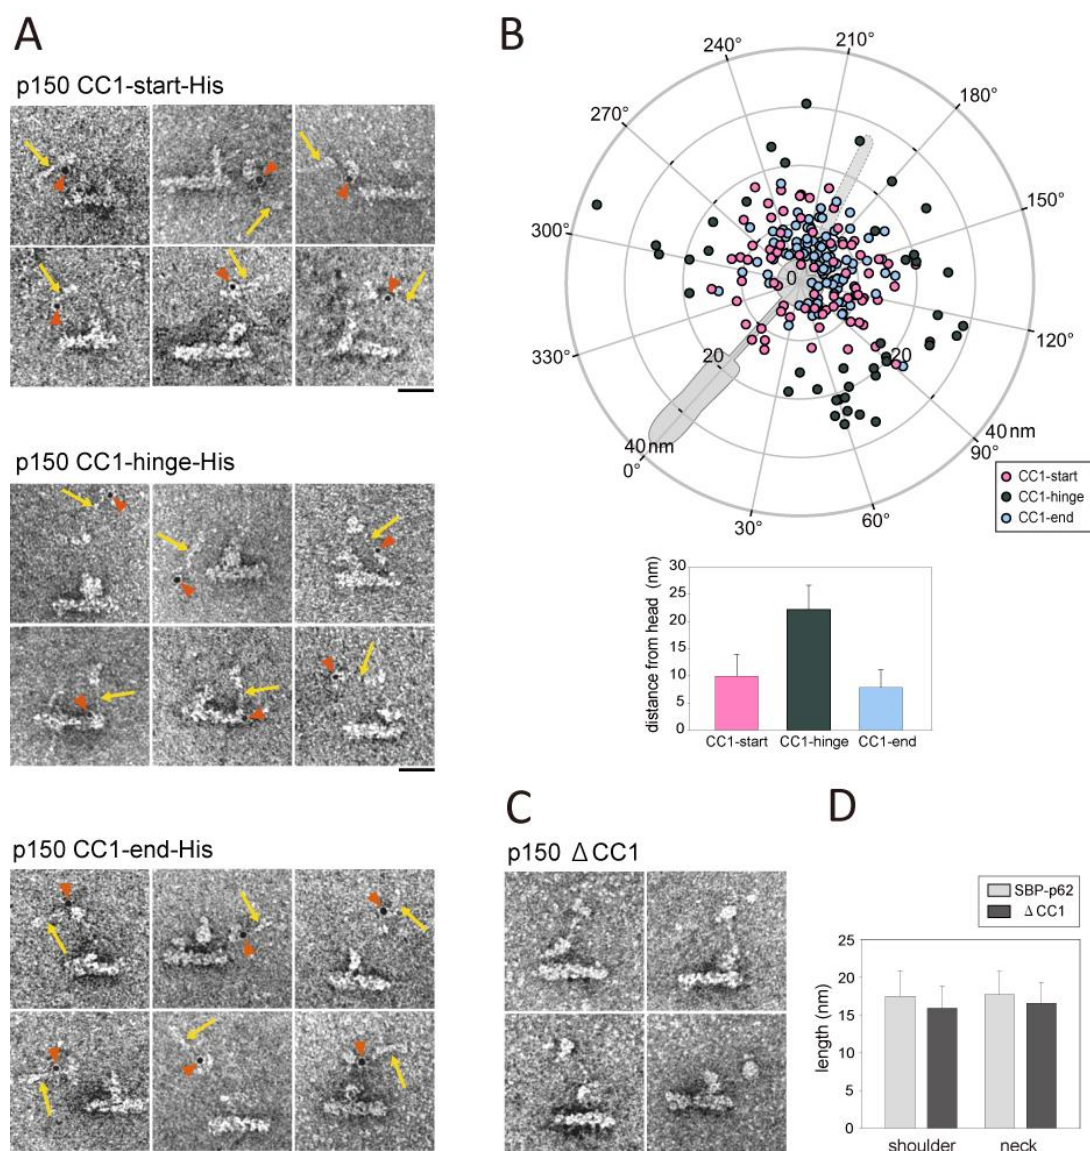 A
p150 CC1-start-His
p150 CC1-hinge-His
p150 CC1-end-His
B
210°
240°
180°
270°
150°
300°
0
120°
330°
20
20
40 nm
0°
40 nm
90°
30°
60°
CC1-start
CC1-hinge
CC1-end
distance from head (nm)
30
25
20
15
10
5
0
CC1-start CC1-hinge CC1-end
C
p150 ΔCC1
D
SBP-p62
ΔCC1
length (nm)
25
20
15
10
5
0
shoulder neck